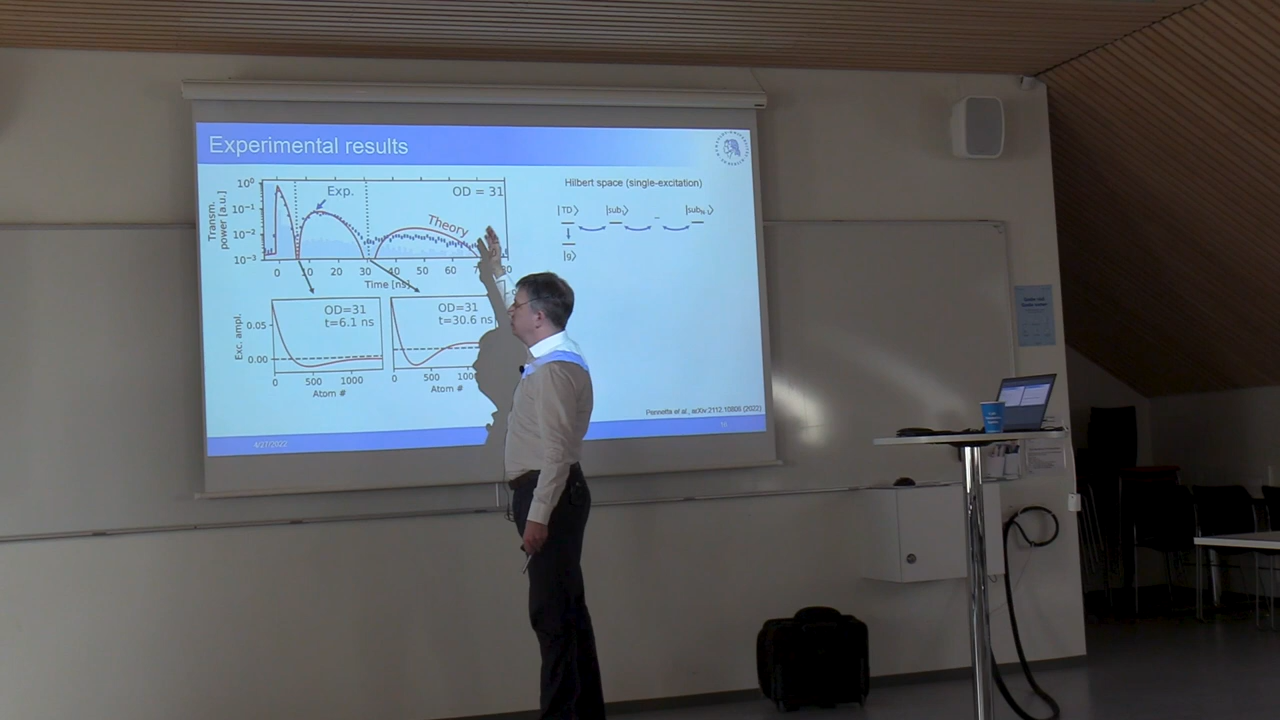 Experimental results
10⁰
10⁻¹
10⁻²
10⁻³
Transm.
power [a.u.]
Exp.
OD = 31
Theory
0
10
20
30
40
50
60
Time [ns]
Hilbert space (single-excitation)
|TD⟩
|g⟩
0.05
0.00
Exc. ampl.
OD=31
t=6.1 ns
0
500
1000
Atom #
OD=31
t=30.6 ns
0
500
Atom #
Pennetta et al., arXiv:2112.10806 (2022)
4/27/2022